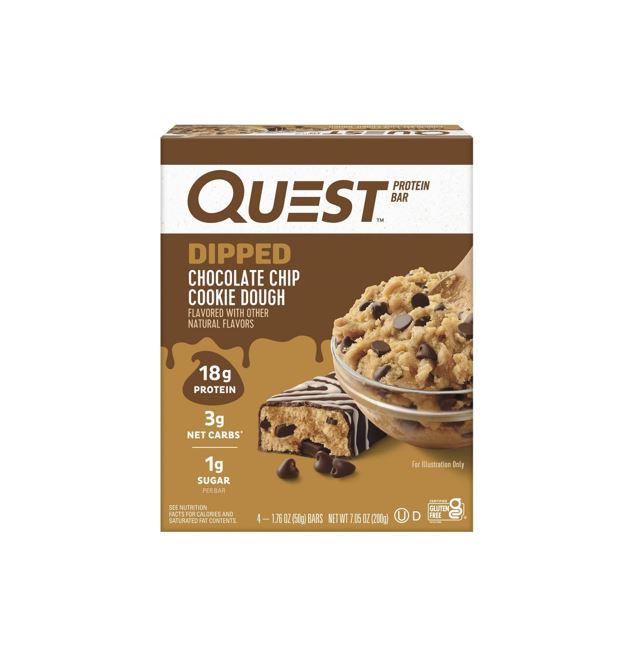 QUEST™ PROTEIN
BAR
DIPPED
CHOCOLATE CHIP
COOKIE DOUGH
FLAVORED WITH OTHER
NATURAL FLAVORS
18g
PROTEIN
3g
NET CARBS*
1g
SUGAR
PER BAR
For Illustration Only
SEE NUTRITION
FACTS FOR CALORIES AND
SATURATED FAT CONTENTS.
4 — 1.76 OZ (50g) BARS NET WT 7.05 OZ (200g)
U D
CERTIFIED
GLUTEN
FREE